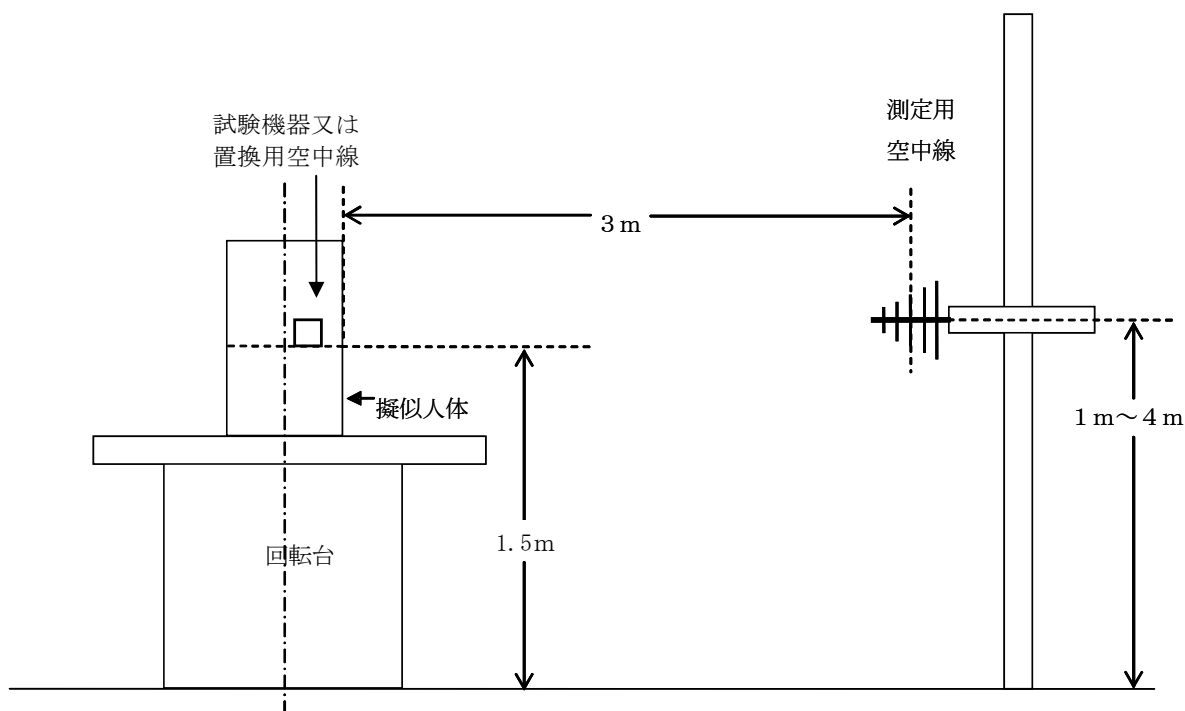 試験機器又は
置換用空中線
測定用
空中線
3m
擬似人体
1m～4m
1.5m
回転台